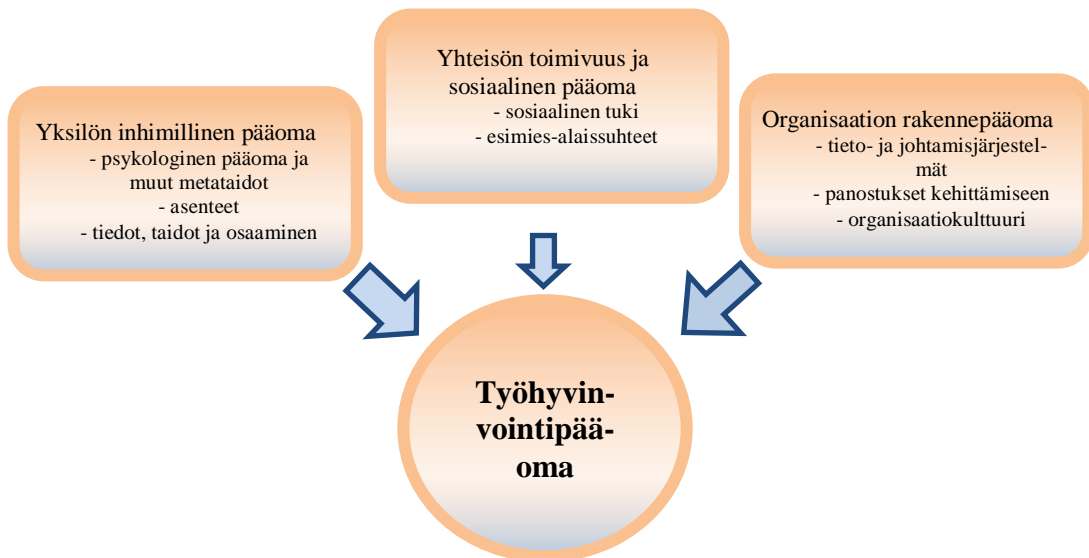 Yksilön inhimillinen pääoma
- psykologinen pääoma ja
muut metataidot
- asenteet
- tiedot, taidot ja osaaminen
Yhteisön toimivuus ja
sosiaalinen pääoma
- sosiaalinen tuki
- esimies-alaissuhteet
Organisaation rakennepääoma
- tieto- ja johtamisjärjestel-
mät
- panostukset kehittämiseen
- organisaatiokulttuuri
Työhyvin-
vointipää-
oma